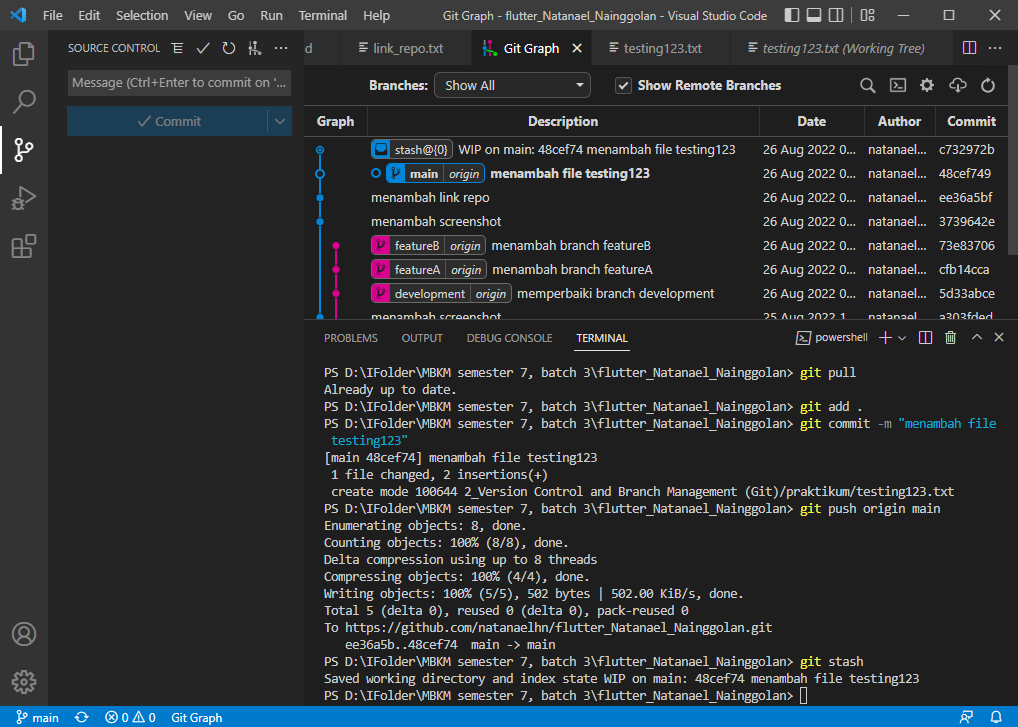 File Edit Selection View Go Run Terminal Help Git Graph - flutter_Natanael_Nainggolan - Visual Studio Code
SOURCE CONTROL
d link_repo.txt Git Graph testing123.txt testing123.txt (Working Tree)
Message (Ctrl+Enter to commit on '...
Commit
Branches: Show All Show Remote Branches
Graph Description Date Author Commit
stash@{0} WIP on main: 48cef74 menambah file testing123 26 Aug 2022 0... natanael... c732972b
main origin menambah file testing123 26 Aug 2022 0... natanael... 48cef749
menambah link repo 26 Aug 2022 0... natanael... ee36a5bf
menambah screenshot 26 Aug 2022 0... natanael... 3739642e
featureB origin menambah branch featureB 26 Aug 2022 0... natanael... 73e83706
featureA origin menambah branch featureA 26 Aug 2022 0... natanael... cfb14cca
development origin memperbaiki branch development 26 Aug 2022 0... natanael... 5d33abce
menambah screenshot 25 Aug 2022 1... natanael... a303fded
PROBLEMS OUTPUT DEBUG CONSOLE TERMINAL powershell
PS D:\IFolder\MBKM semester 7, batch 3\flutter_Natanael_Nainggolan> git pull
Already up to date.
PS D:\IFolder\MBKM semester 7, batch 3\flutter_Natanael_Nainggolan> git add .
PS D:\IFolder\MBKM semester 7, batch 3\flutter_Natanael_Nainggolan> git commit -m "menambah file
testing123"
[main 48cef74] menambah file testing123
1 file changed, 2 insertions(+)
create mode 100644 2_Version Control and Branch Management (Git)/praktikum/testing123.txt
PS D:\IFolder\MBKM semester 7, batch 3\flutter_Natanael_Nainggolan> git push origin main
Enumerating objects: 8, done.
Counting objects: 100% (8/8), done.
Delta compression using up to 8 threads
Compressing objects: 100% (4/4), done.
Writing objects: 100% (5/5), 502 bytes | 502.00 KiB/s, done.
Total 5 (delta 0), reused 0 (delta 0), pack-reused 0
To https://github.com/natanaelhn/flutter_Natanael_Nainggolan.git
ee36a5b..48cef74 main -> main
PS D:\IFolder\MBKM semester 7, batch 3\flutter_Natanael_Nainggolan> git stash
Saved working directory and index state WIP on main: 48cef74 menambah file testing123
PS D:\IFolder\MBKM semester 7, batch 3\flutter_Natanael_Nainggolan>
main 0 0 Git Graph